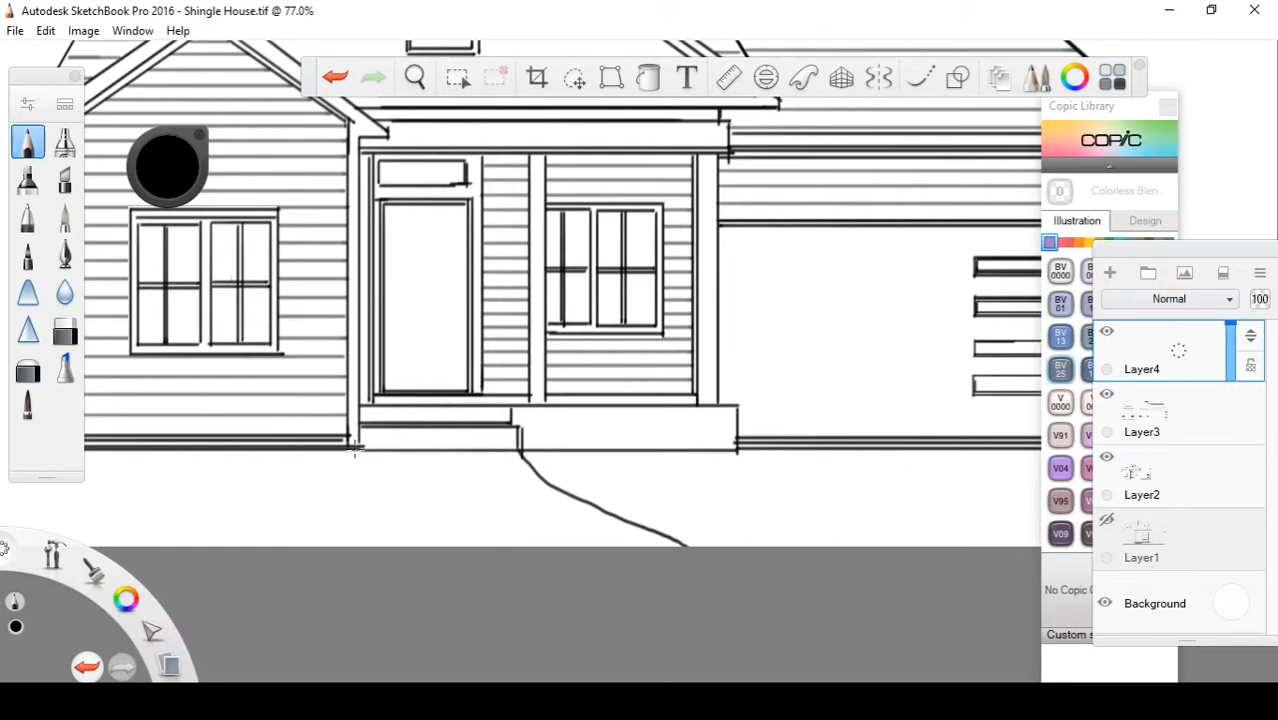 Autodesk SketchBook Pro 2016 - Shingle House.tif @ 77.0%
File Edit Image Window Help
T
Copic Library
COPIC
0 Colorless Blen
Illustration Design
BV 0000
BV 01
BV 13
BV 25
V 0000
V91
V04
V95
V09
No Copic
Custom s
Normal 100
Layer4
Layer3
Layer2
Layer1
Background